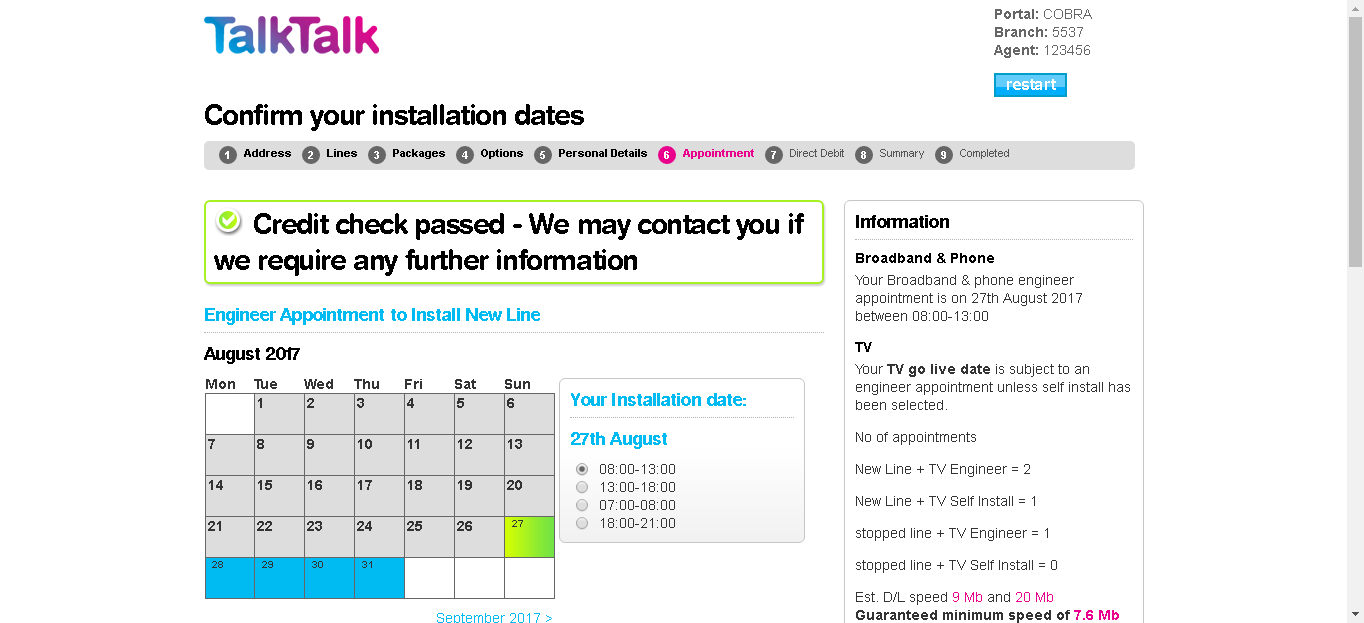 TalkTalk
Portal: COBRA
Branch: 5537
Agent: 123456
restart
Confirm your installation dates
1 Address 2 Lines 3 Packages 4 Options 5 Personal Details 6 Appointment 7 Direct Debit 8 Summary 9 Completed
Credit check passed - We may contact you if
we require any further information
Engineer Appointment to Install New Line
August 2017
Mon Tue Wed Thu Fri Sat Sun
1 2 3 4 5 6
7 8 9 10 11 12 13
14 15 16 17 18 19 20
21 22 23 24 25 26 27
28 29 30 31
September 2017 >
Your Installation date:
27th August
08:00-13:00
13:00-18:00
07:00-08:00
18:00-21:00
Information
Broadband & Phone
Your Broadband & phone engineer
appointment is on 27th August 2017
between 08:00-13:00
TV
Your TV go live date is subject to an
engineer appointment unless self install has
been selected.
No of appointments
New Line + TV Engineer = 2
New Line + TV Self Install = 1
stopped line + TV Engineer = 1
stopped line + TV Self Install = 0
Est. D/L speed 9 Mb and 20 Mb
Guaranteed minimum speed of 7.6 Mb